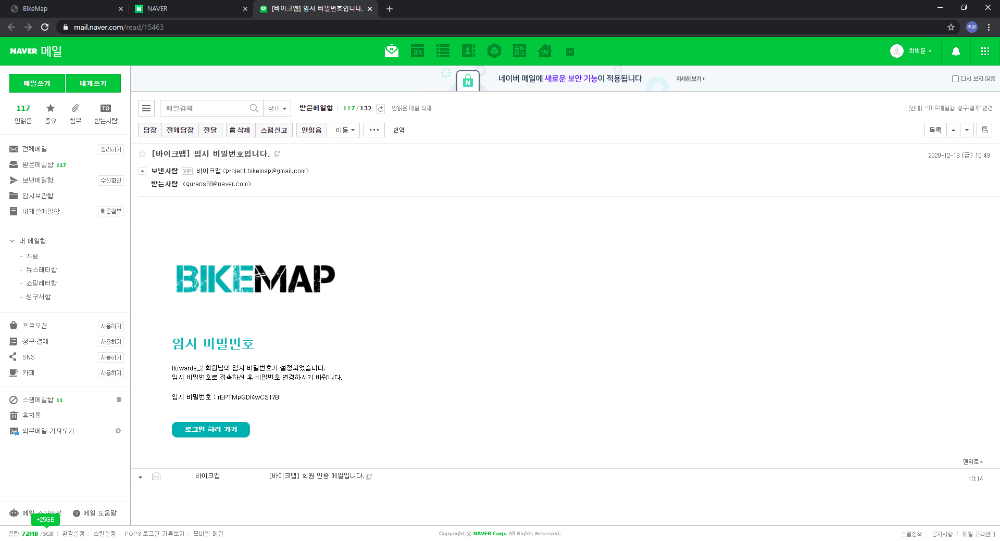 BikeMap
NAVER
[바이크맵] 임시 비밀번호입니다.
mail.naver.com/read/15463
벽문
NAVER 메일
31
최벽문
메일쓰기
내게쓰기
네이버 메일에 새로운 보안 기능이 적용됩니다
자세히 보기
다시 보지 않음
117
안읽음
중요
첨부
TO
받는사람
메일검색
상세
받은메일함
117/132
안읽은 메일 삭제
[안내] 스마트메일함 '청구·결제' 변경
답장
전체답장
전달
삭제
스팸신고
안읽음
이동
번역
목록
전체메일
정리하기
받은메일함 117
보낸메일함
수신확인
임시보관함
내게쓴메일함
빠른첨부
내 메일함
자료
뉴스레터함
쇼핑레터함
청구서함
프로모션
사용하기
청구·결제
사용하기
SNS
사용하기
카페
사용하기
스팸메일함 11
휴지통
외부메일 가져오기
[바이크맵] 임시 비밀번호입니다.
2020-12-18 (금) 10:49
보낸사람 VIP 바이크맵<project.bikemap@gmail.com>
받는사람 <qurans88@naver.com>
BIKEMAP
임시 비밀번호
ftowards_2 회원님의 임시 비밀번호가 설정되었습니다.
임시 비밀번호로 접속하신 후 비밀번호 변경하시기 바랍니다.
임시 비밀번호 : rEPTMpGDI4wCS17B
로그인 하러 가기
맨위로
바이크맵
[바이크맵] 회원 인증 메일입니다.
10:14
메일 스마트봇
메일 도움말
+25GB
용량 72MB / 5GB
환경설정
스킨설정
POP3 로그인 기록보기
모바일 메일
Copyright © NAVER Corp. All Rights Reserved.
스팸정책
공지사항
메일 고객센터